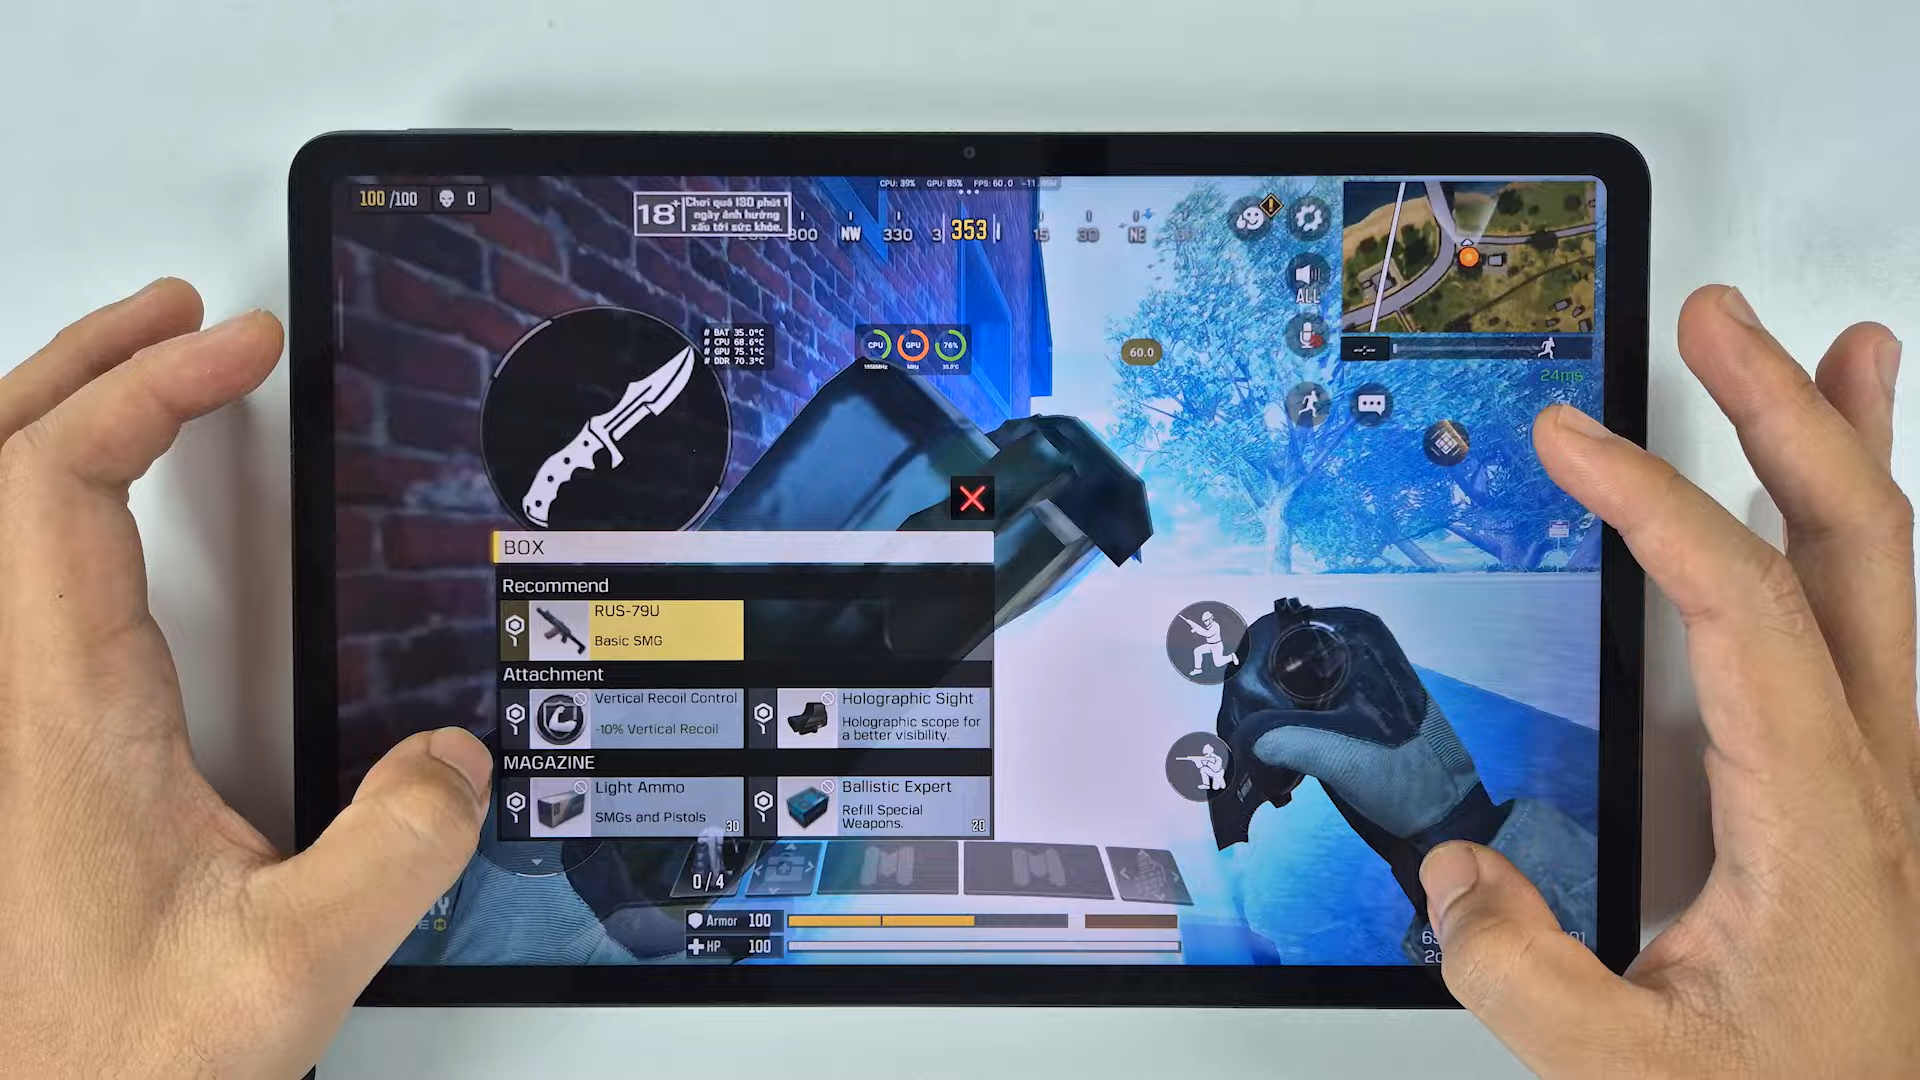 100/100
0
18+
Chơi quá 180 phút 1
ngày ảnh hưởng
xấu tới sức khỏe.
CPU: 39% GPU: 85% FPS: 60.0
300 NW 330 353 15 30 NE
ALL
# BAT 35.0°C
# CPU 68.6°C
# GPU 75.1°C
# DDR 70.3°C
CPU GPU 76%
MHz 35.0°C
60.0
24ms
BOX
Recommend
RUS-79U
Basic SMG
Attachment
Vertical Recoil Control
-10% Vertical Recoil
Holographic Sight
Holographic scope for
a better visibility.
MAGAZINE
Light Ammo
SMGs and Pistols
30
Ballistic Expert
Refill Special
Weapons.
20
0/4
Armor 100
HP 100